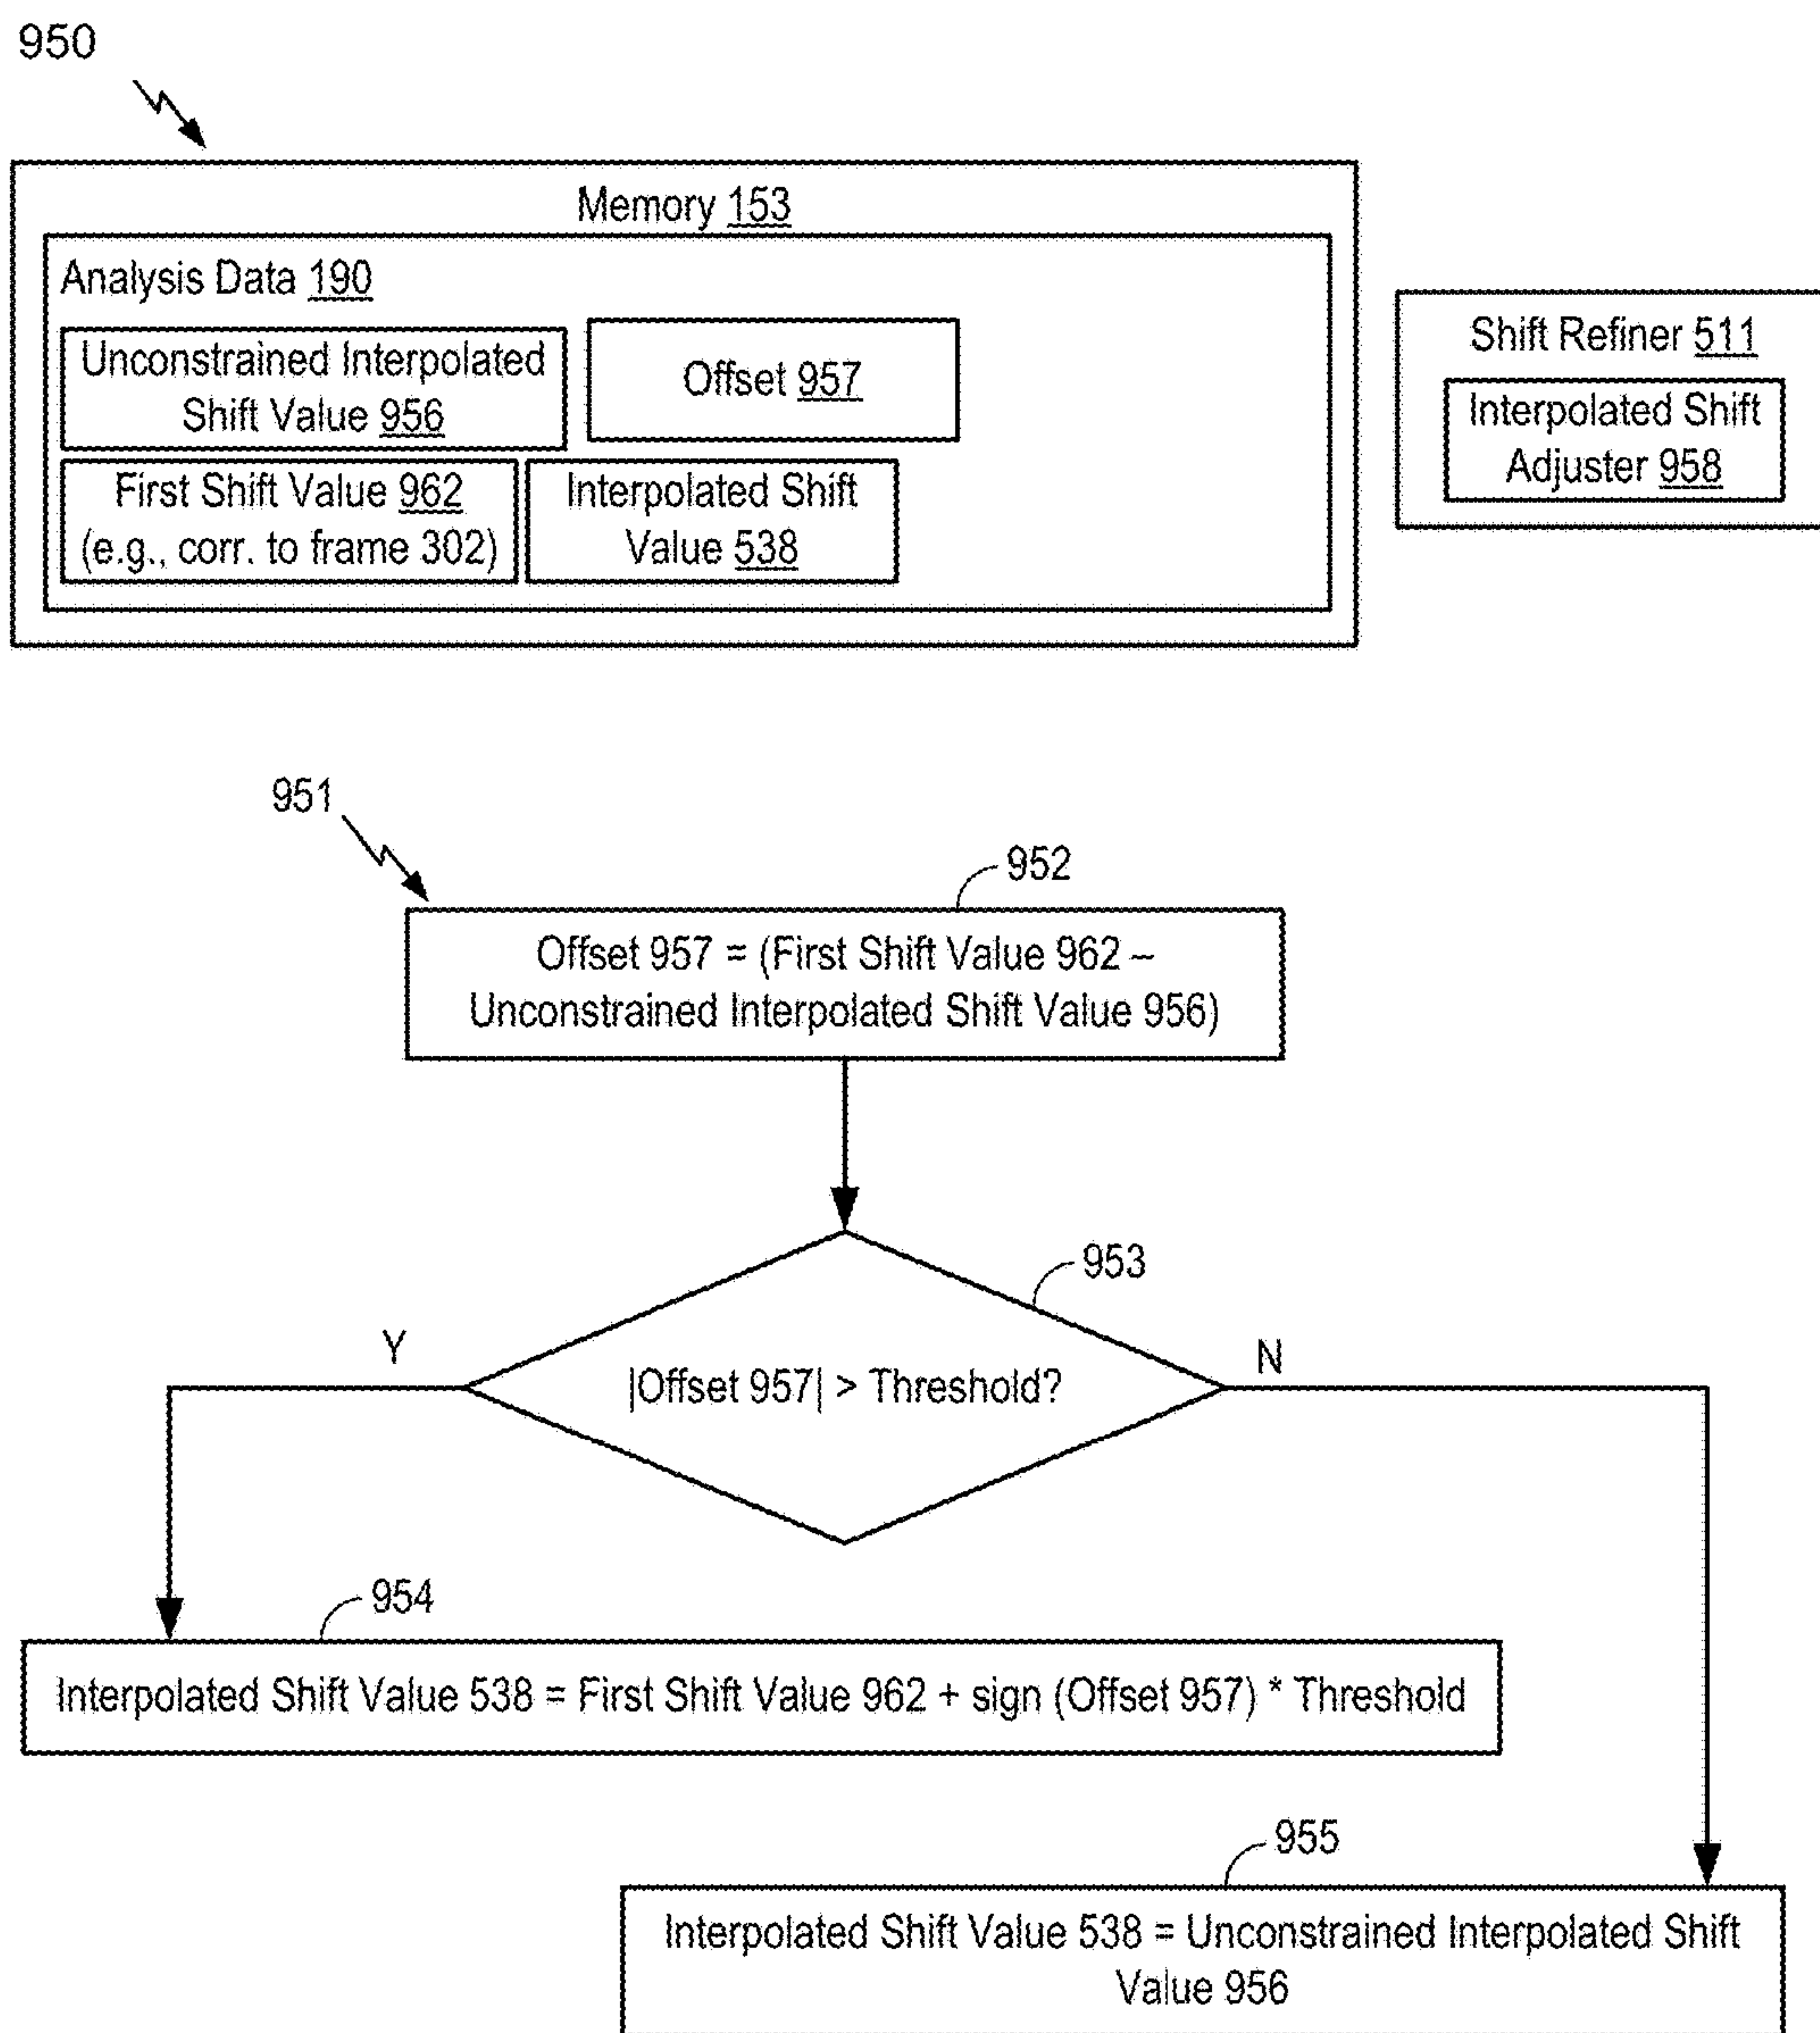 950
Memory 153
Analysis Data 190
Unconstrained Interpolated
Shift Value 956
Offset 957
First Shift Value 962
(e.g., corr. to frame 302)
Interpolated Shift
Value 538
Shift Refiner 511
Interpolated Shift
Adjuster 958
951
952
Offset 957 = (First Shift Value 962 –
Unconstrained Interpolated Shift Value 956)
953
Y
|Offset 957| > Threshold?
N
954
Interpolated Shift Value 538 = First Shift Value 962 + sign (Offset 957) * Threshold
955
Interpolated Shift Value 538 = Unconstrained Interpolated Shift
Value 956